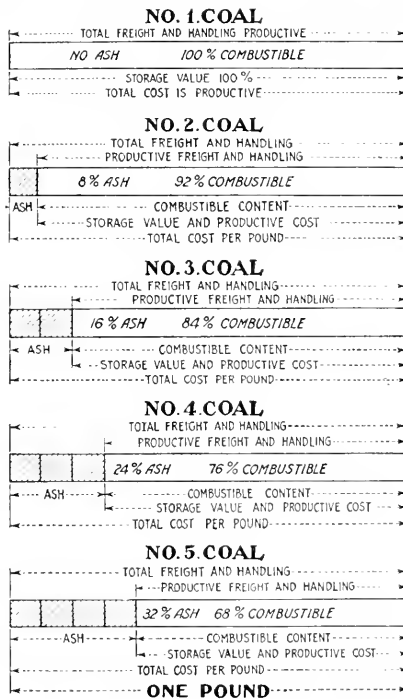 NO. 1. COAL
TOTAL FREIGHT AND HANDLING PRODUCTIVE
NO ASH 100% COMBUSTIBLE
STORAGE VALUE 100%
TOTAL COST IS PRODUCTIVE
NO. 2. COAL
TOTAL FREIGHT AND HANDLING
PRODUCTIVE FREIGHT AND HANDLING
8% ASH 92% COMBUSTIBLE
ASH COMBUSTIBLE CONTENT
STORAGE VALUE AND PRODUCTIVE COST
TOTAL COST PER POUND
NO. 3. COAL
TOTAL FREIGHT AND HANDLING
PRODUCTIVE FREIGHT AND HANDLING
16% ASH 84% COMBUSTIBLE
ASH COMBUSTIBLE CONTENT
STORAGE VALUE AND PRODUCTIVE COST
TOTAL COST PER POUND
NO. 4. COAL
TOTAL FREIGHT AND HANDLING
PRODUCTIVE FREIGHT AND HANDLING
24% ASH 76% COMBUSTIBLE
ASH COMBUSTIBLE CONTENT
STORAGE VALUE AND PRODUCTIVE COST
TOTAL COST PER POUND
NO. 5. COAL
TOTAL FREIGHT AND HANDLING
PRODUCTIVE FREIGHT AND HANDLING
32% ASH 68% COMBUSTIBLE
ASH COMBUSTIBLE CONTENT
STORAGE VALUE AND PRODUCTIVE COST
TOTAL COST PER POUND
ONE POUND